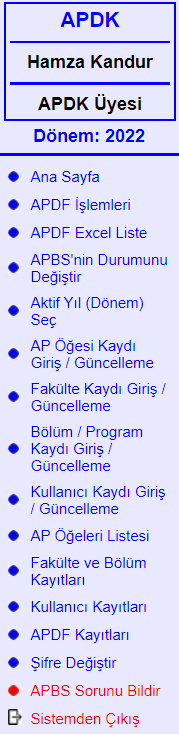 APDK
Hamza Kandur
APDK Üyesi
Dönem: 2022
Ana Sayfa
APDF İşlemleri
APDF Excel Liste
APBS'nin Durumunu
Değiştir
Aktif Yıl (Dönem)
Seç
AP Öğesi Kaydı
Giriş / Güncelleme
Fakülte Kaydı Giriş /
Güncelleme
Bölüm / Program
Kaydı Giriş /
Güncelleme
Kullanıcı Kaydı Giriş
/ Güncelleme
AP Öğeleri Listesi
Fakülte ve Bölüm
Kayıtları
Kullanıcı Kayıtları
APDF Kayıtları
Şifre Değiştir
APBS Sorunu Bildir
Sistemden Çıkış